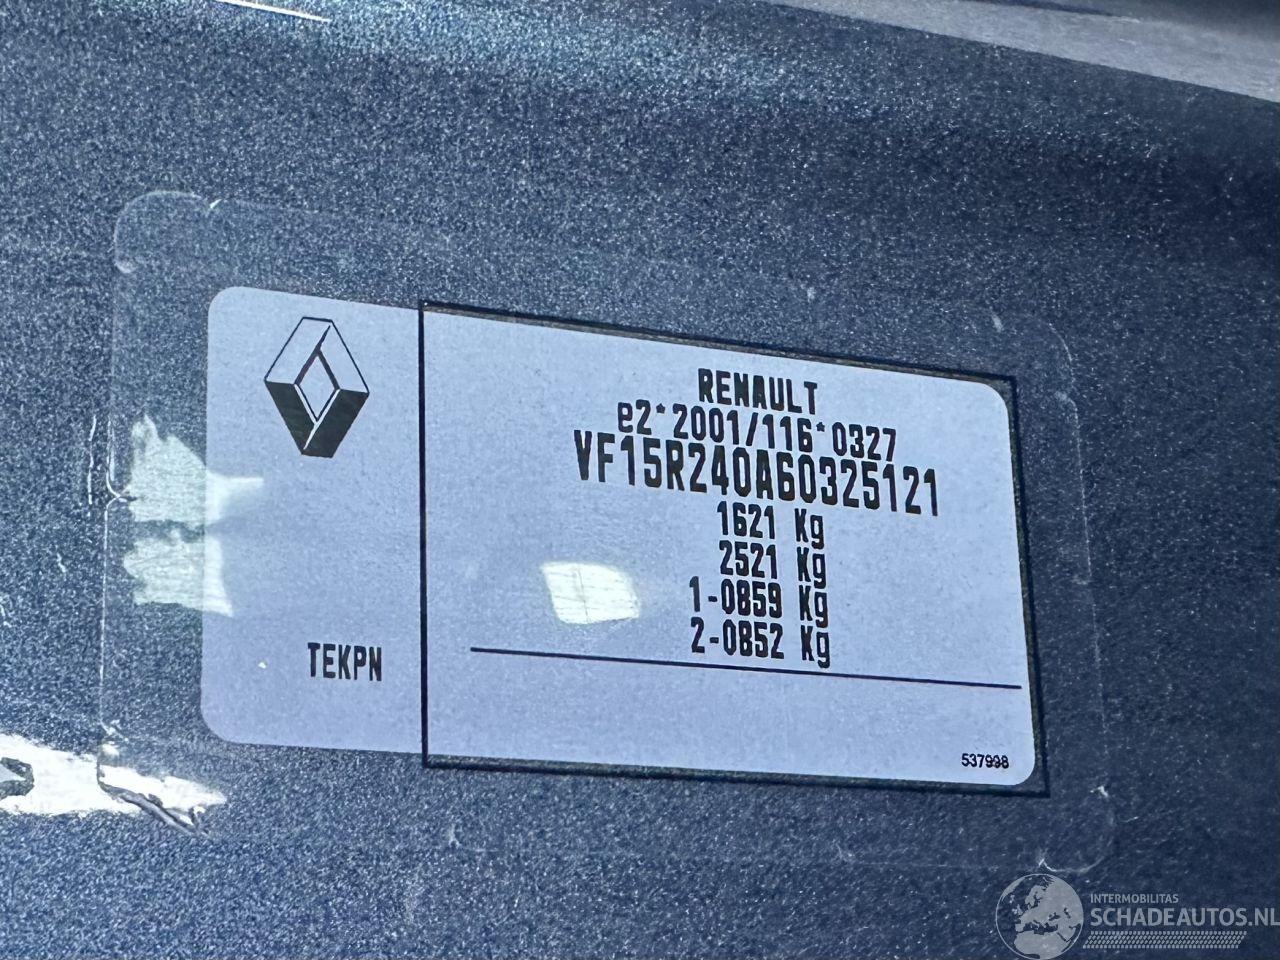 RENAULT
e2*2001/116*0327
VF15R240A60325121
1621 Kg
2521 Kg
1-0859 Kg
2-0852 Kg
TEKPN
537998
INTERMOBILITAS
SCHADEAUTOS.NL